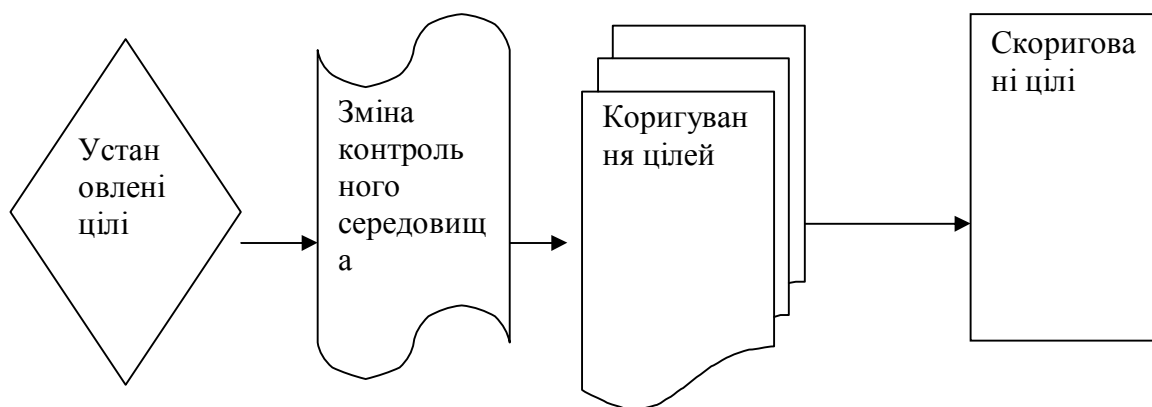 Устан
овлені
цілі
Зміна
контроль
ного
середовищ
а
Коригуван
ня цілей
Скоригова
ні цілі